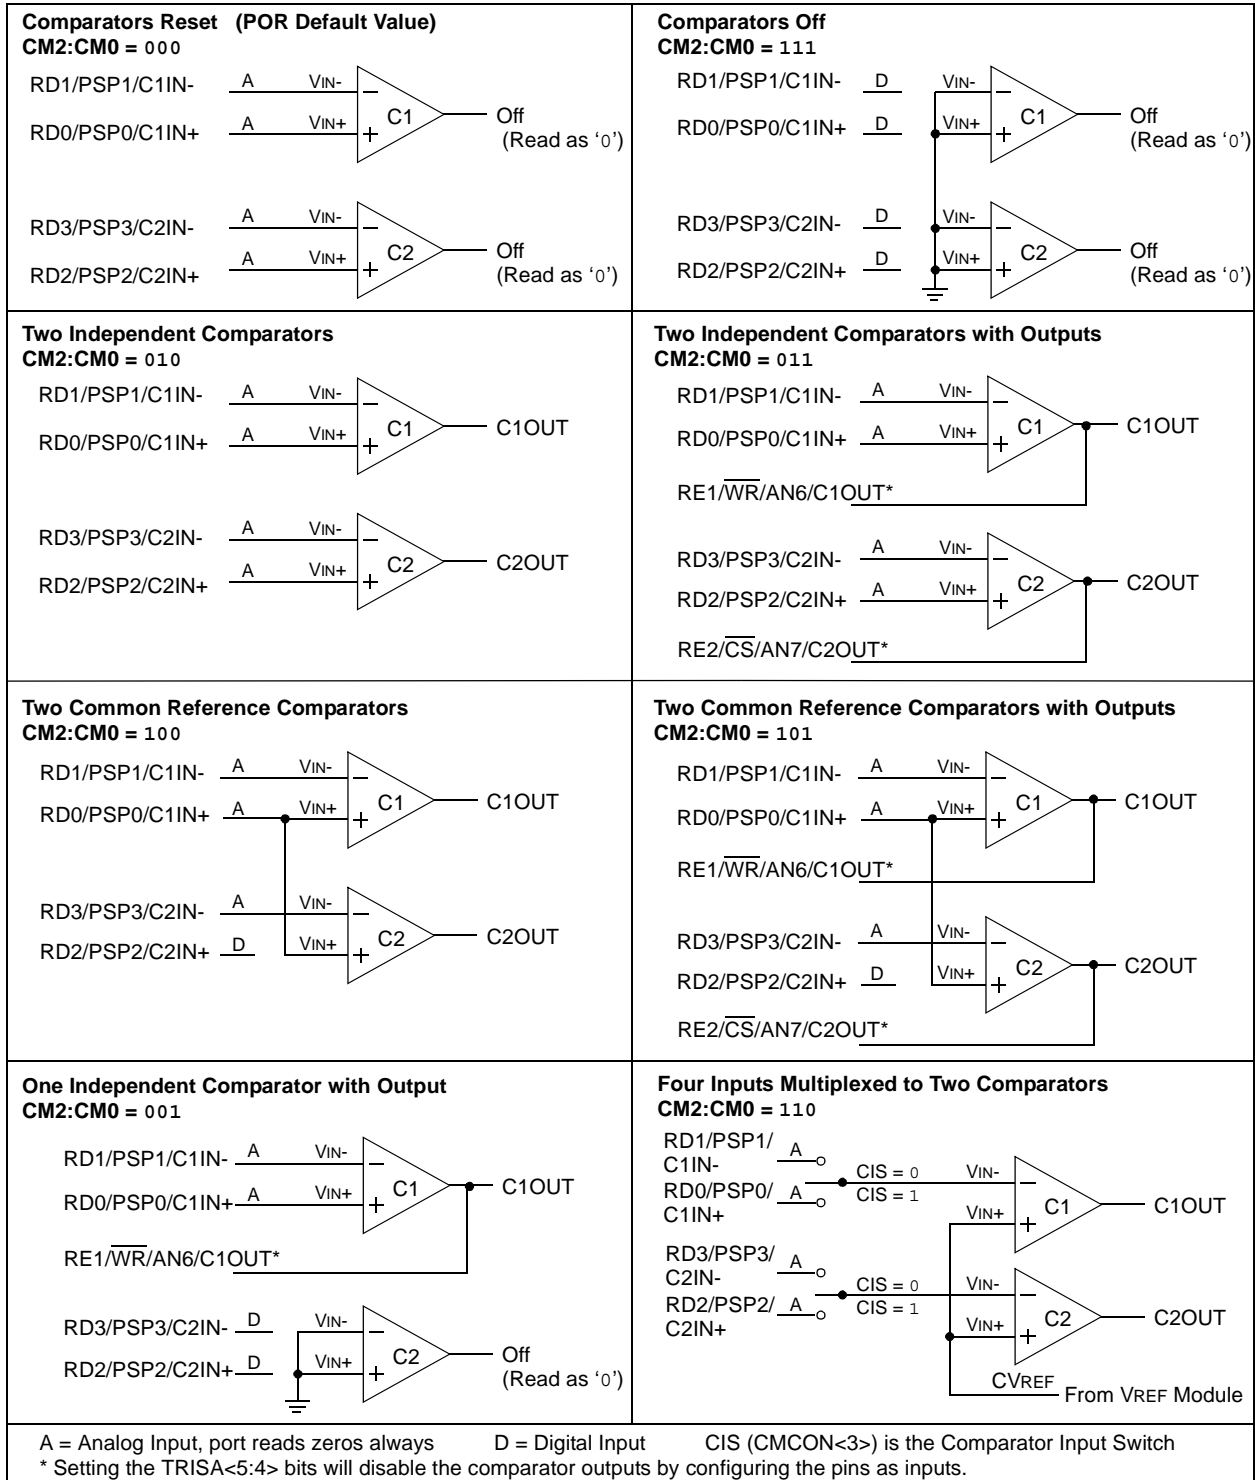 Comparators Reset (POR Default Value)
CM2:CM0 = 000
RD1/PSP1/C1IN- A VIN-
RD0/PSP0/C1IN+ A VIN+ C1 Off
(Read as ‘0’)
RD3/PSP3/C2IN- A VIN-
RD2/PSP2/C2IN+ A VIN+ C2 Off
(Read as ‘0’)
Comparators Off
CM2:CM0 = 111
RD1/PSP1/C1IN- D VIN-
RD0/PSP0/C1IN+ D VIN+ C1 Off
(Read as ‘0’)
RD3/PSP3/C2IN- D VIN-
RD2/PSP2/C2IN+ D VIN+ C2 Off
(Read as ‘0’)
Two Independent Comparators
CM2:CM0 = 010
RD1/PSP1/C1IN- A VIN-
RD0/PSP0/C1IN+ A VIN+ C1 C1OUT
RD3/PSP3/C2IN- A VIN-
RD2/PSP2/C2IN+ A VIN+ C2 C2OUT
Two Independent Comparators with Outputs
CM2:CM0 = 011
RD1/PSP1/C1IN- A VIN-
RD0/PSP0/C1IN+ A VIN+ C1 C1OUT
RE1/WR/AN6/C1OUT*
RD3/PSP3/C2IN- A VIN-
RD2/PSP2/C2IN+ A VIN+ C2 C2OUT
RE2/CS/AN7/C2OUT*
Two Common Reference Comparators
CM2:CM0 = 100
RD1/PSP1/C1IN- A VIN-
RD0/PSP0/C1IN+ A VIN+ C1 C1OUT
RD3/PSP3/C2IN- A VIN-
RD2/PSP2/C2IN+ D VIN+ C2 C2OUT
Two Common Reference Comparators with Outputs
CM2:CM0 = 101
RD1/PSP1/C1IN- A VIN-
RD0/PSP0/C1IN+ A VIN+ C1 C1OUT
RE1/WR/AN6/C1OUT*
RD3/PSP3/C2IN- A VIN-
RD2/PSP2/C2IN+ D VIN+ C2 C2OUT
RE2/CS/AN7/C2OUT*
One Independent Comparator with Output
CM2:CM0 = 001
RD1/PSP1/C1IN- A VIN-
RD0/PSP0/C1IN+ A VIN+ C1 C1OUT
RE1/WR/AN6/C1OUT*
RD3/PSP3/C2IN- D VIN-
RD2/PSP2/C2IN+ D VIN+ C2 Off
(Read as ‘0’)
Four Inputs Multiplexed to Two Comparators
CM2:CM0 = 110
RD1/PSP1/ A
C1IN- CIS = 0 VIN-
RD0/PSP0/ A CIS = 1
C1IN+ VIN+ C1 C1OUT
RD3/PSP3/ A
C2IN- CIS = 0 VIN-
RD2/PSP2/ A CIS = 1
C2IN+ VIN+ C2 C2OUT
CVREF
From VREF Module
A = Analog Input, port reads zeros always D = Digital Input CIS (CMCON<3>) is the Comparator Input Switch
* Setting the TRISA<5:4> bits will disable the comparator outputs by configuring the pins as inputs.